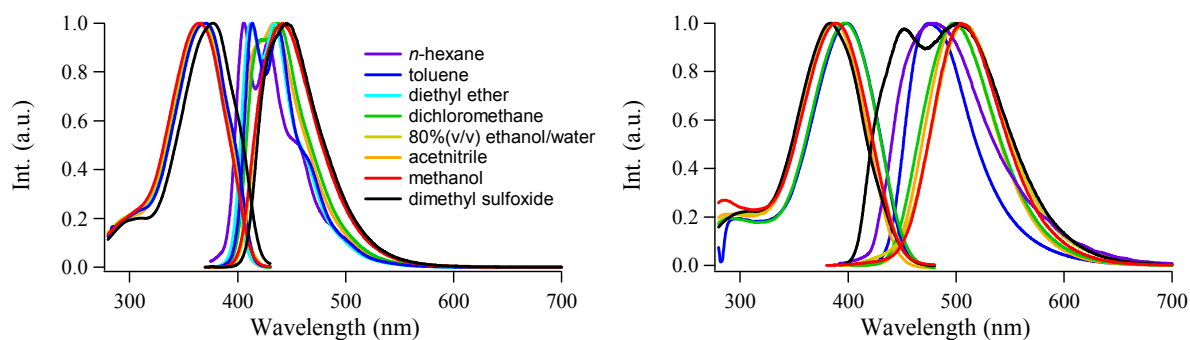 Int. (a.u.)
1.0
0.8
0.6
0.4
0.2
0.0
n-hexane
toluene
diethyl ether
dichloromethane
80%(v/v) ethanol/water
acetnitrile
methanol
dimethyl sulfoxide
300 400 500 600 700
Wavelength (nm)
Int. (a.u.)
1.0
0.8
0.6
0.4
0.2
0.0
300 400 500 600 700
Wavelength (nm)